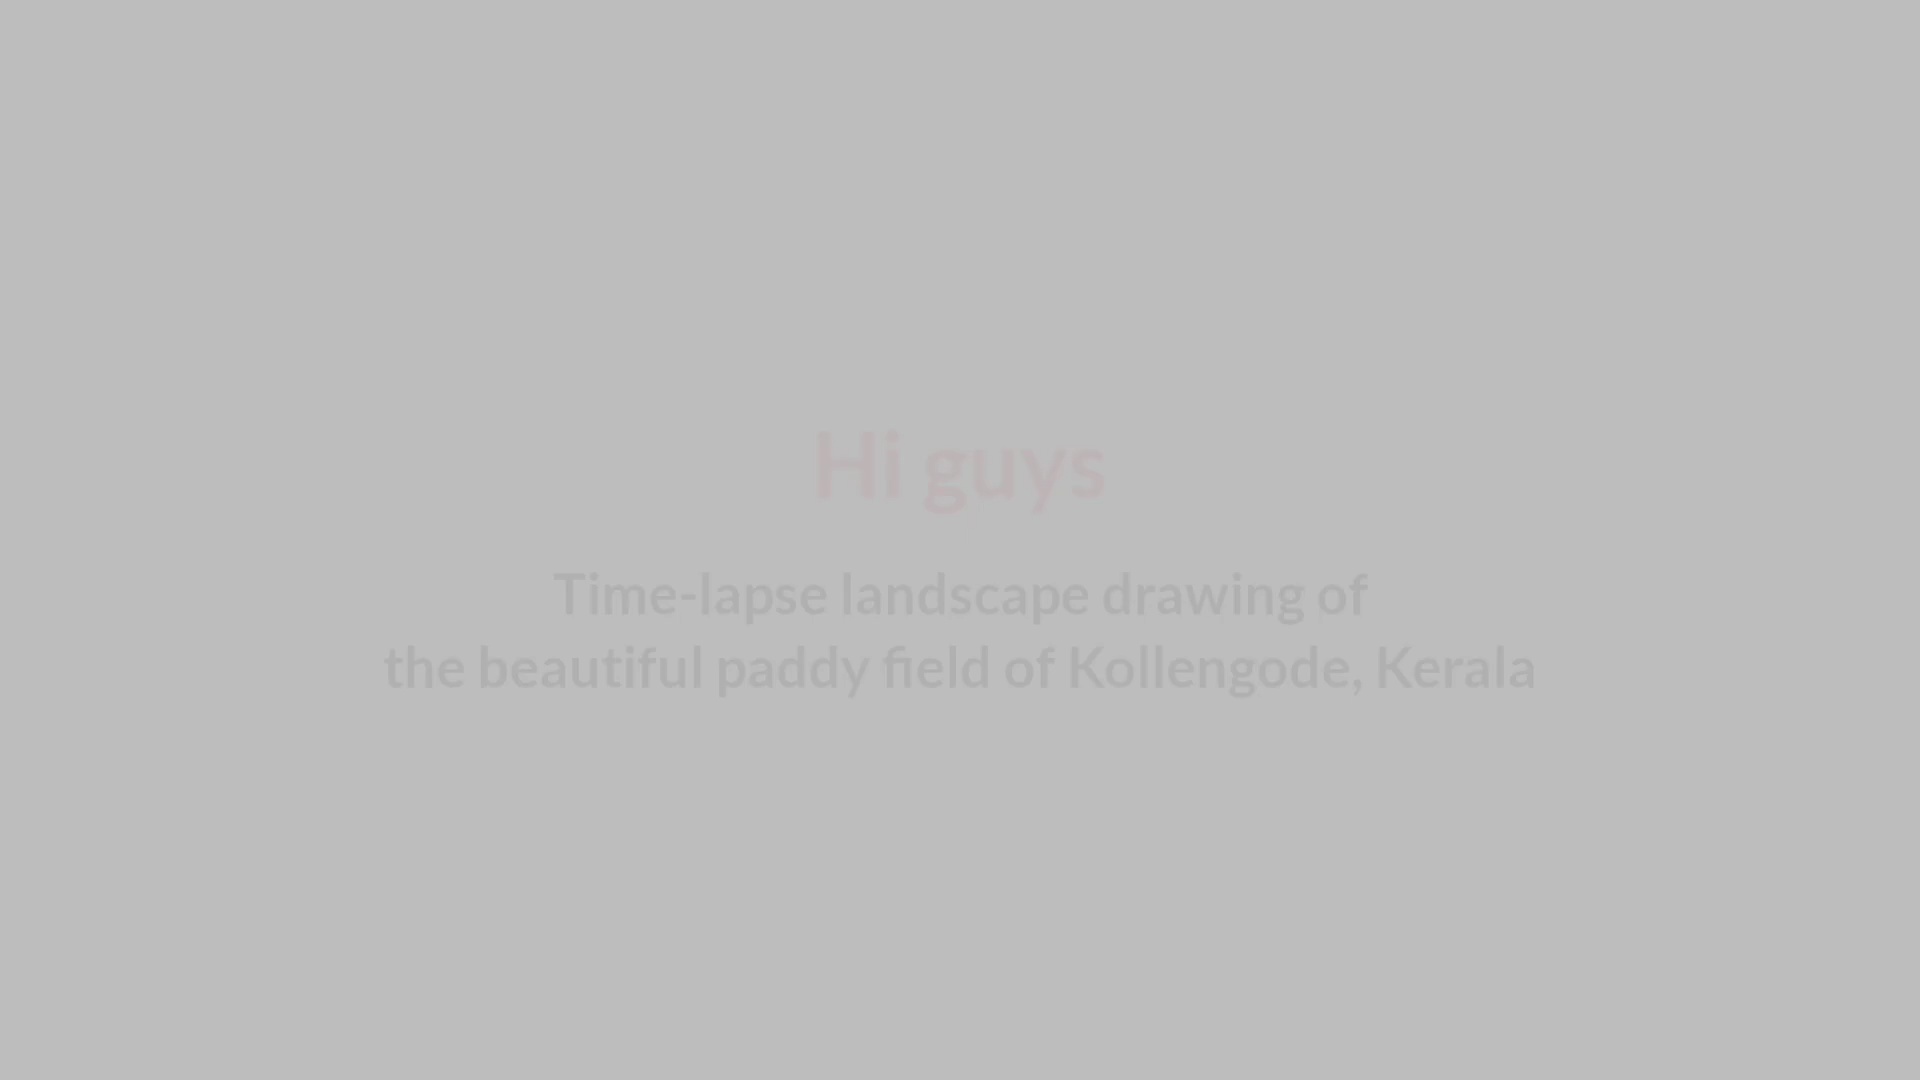 Hi guys
Time-lapse landscape drawing of
the beautiful paddy field of Kollengode, Kerala